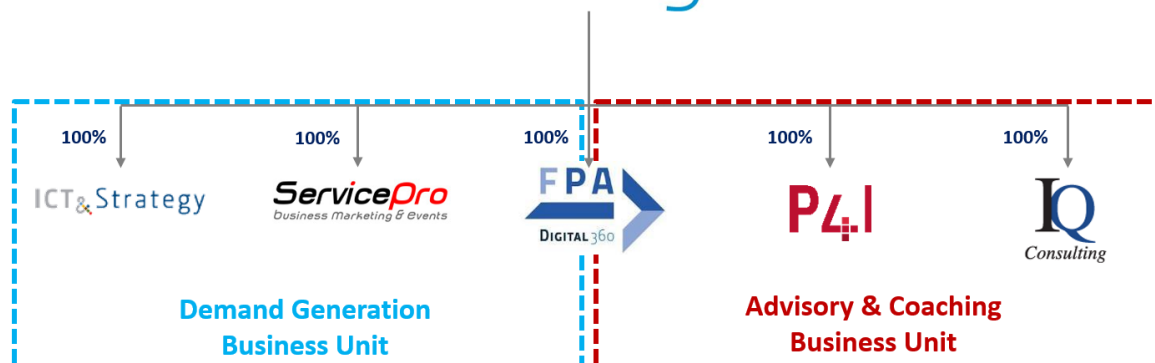 100% 100% 100% 100% 100%
ICT&Strategy
ServicePro
Business Marketing & Events
FPA
DIGITAL360
P4I
IQ
Consulting
Demand Generation
Business Unit
Advisory & Coaching
Business Unit